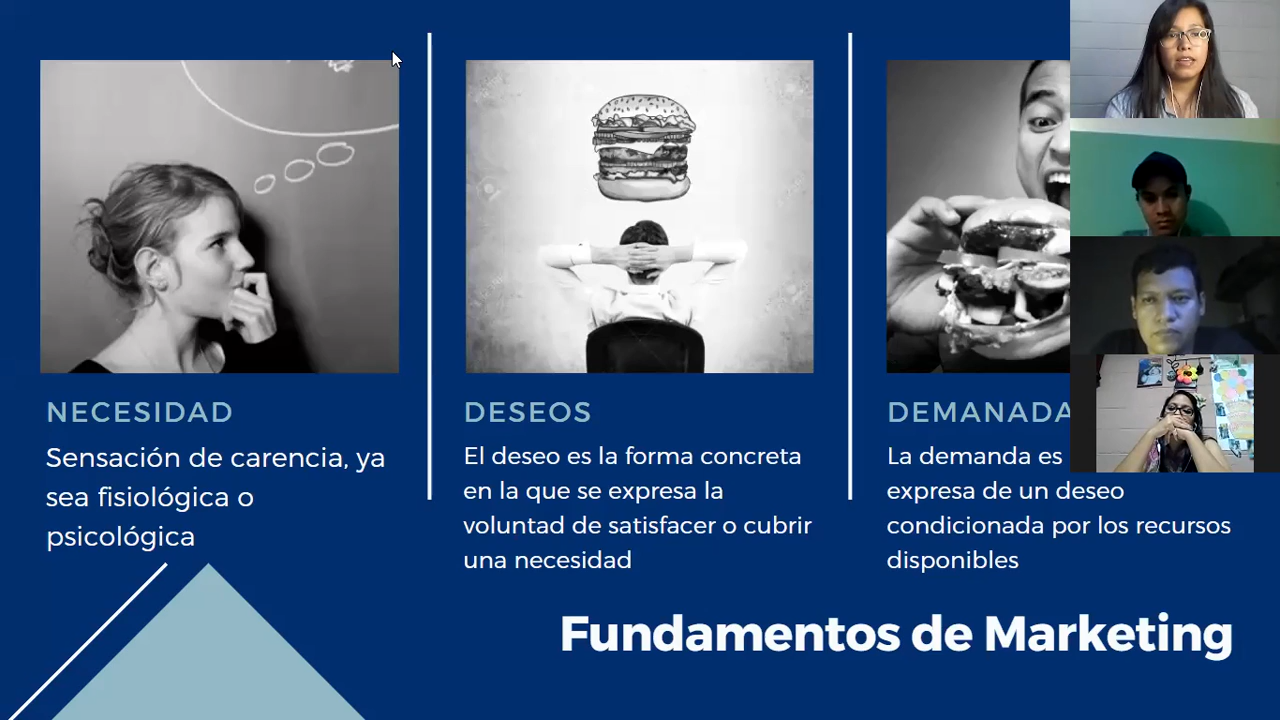 NECESIDAD
Sensación de carencia, ya
sea fisiológica o
psicológica
DESEOS
El deseo es la forma concreta
en la que se expresa la
voluntad de satisfacer o cubrir
una necesidad
DEMANADA
La demanda es
expresa de un deseo
condicionada por los recursos
disponibles
Fundamentos de Marketing